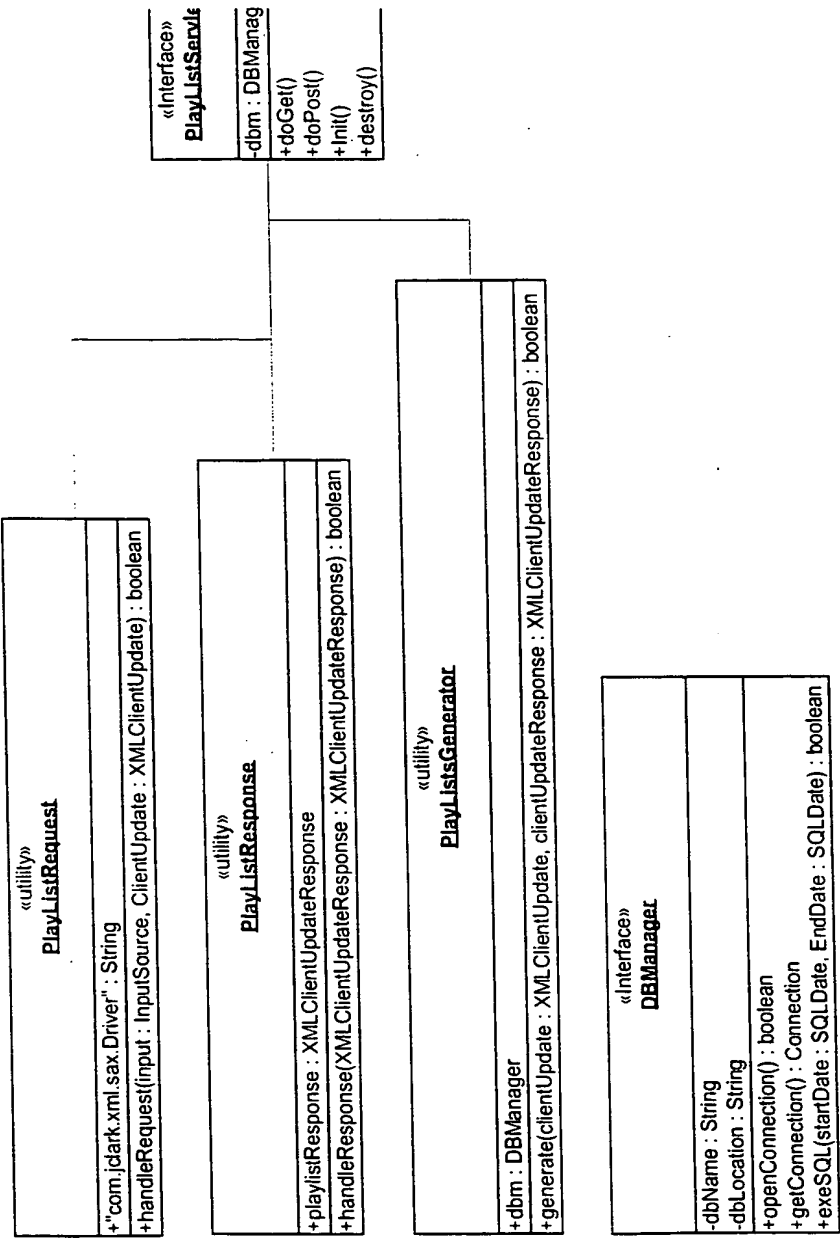 «utility»
PlayListRequest
+"com.jclark.xml.sax.Driver" : String
+handleRequest(input : InputSource, ClientUpdate : XMLClientUpdate) : boolean
«utility»
PlayListResponse
+playlistResponse : XMLClientUpdateResponse
+handleResponse(XMLClientUpdateResponse : XMLClientUpdateResponse) : boolean
«utility»
PlayListsGenerator
+dbm : DBManager
+generate(clientUpdate : XMLClientUpdate, clientUpdateResponse : XMLClientUpdateResponse) : boolean
«Interface»
DBManager
-dbName : String
-dbLocation : String
+openConnection() : boolean
+getConnection() : Connection
+exeSQL(startDate : SQLDate, EndDate : SQLDate) : boolean
«Interface»
PlayListServle
-dbm : DBManag
+doGet()
+doPost()
+Init()
+destroy()